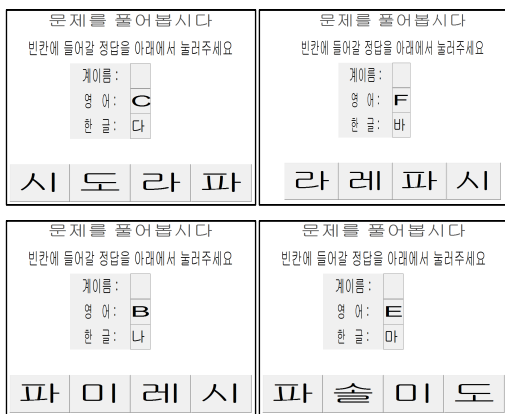 문제를 풀어봅시다
빈칸에 들어갈 정답을 아래에서 눌러주세요
계이름 :
영 어 : C
한 글 : 다
시 도 라 파
문제를 풀어봅시다
빈칸에 들어갈 정답을 아래에서 눌러주세요
계이름 :
영 어 : F
한 글 : 바
라 레 파 시
문제를 풀어봅시다
빈칸에 들어갈 정답을 아래에서 눌러주세요
계이름 :
영 어 : B
한 글 : 나
파 미 레 시
문제를 풀어봅시다
빈칸에 들어갈 정답을 아래에서 눌러주세요
계이름 :
영 어 : E
한 글 : 마
파 솔 미 도